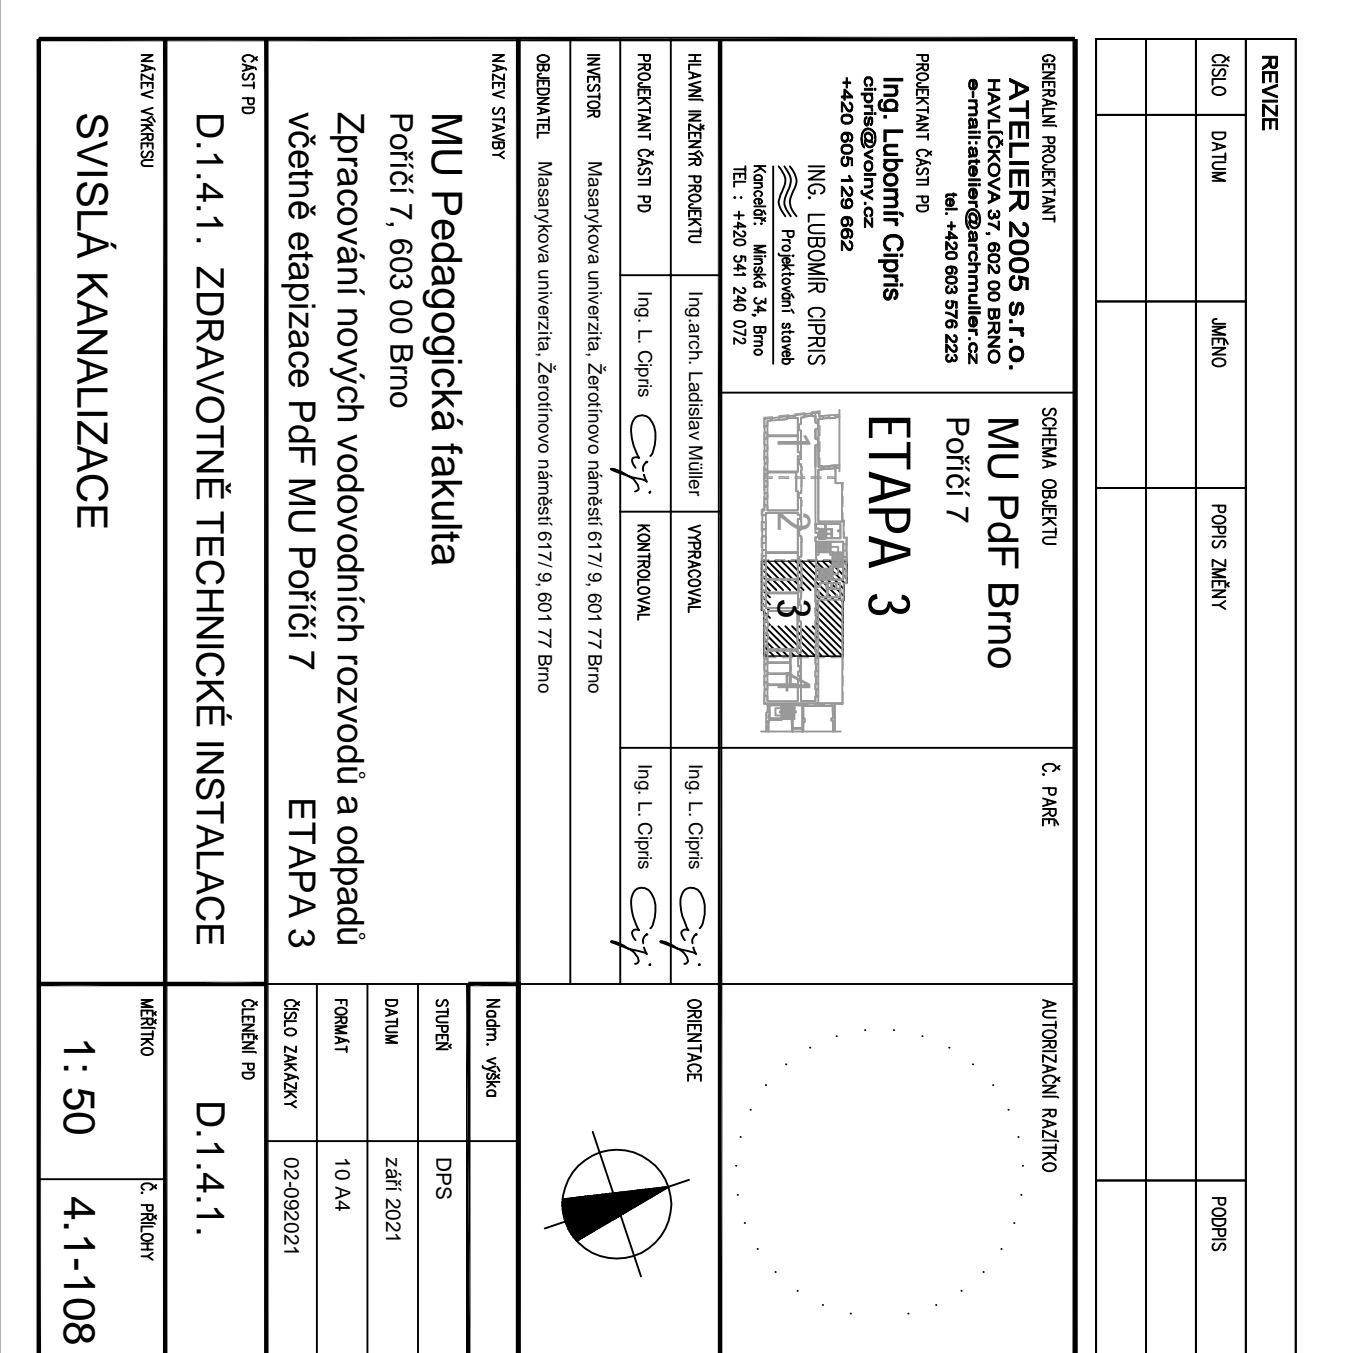 REVIZE
ČÍSLO DATUM JMÉNO POPIS ZMĚNY PODPIS
GENERÁLNÍ PROJEKTANT
ATELIER 2005 s.r.o.
HAVLÍČKOVA 37, 602 00 BRNO
e-mail:atelier@archmuller.cz
tel. +420 603 576 223
PROJEKTANT ČÁSTI PD
Ing. Lubomír Cipris
cipris@volny.cz
+420 605 129 662
ING. LUBOMÍR CIPRIS
Projektování staveb
Kancelář: Minská 34, Brno
TEL : +420 541 240 072
SCHEMA OBJEKTU
MU PdF Brno
Poříčí 7
ETAPA 3
1 2 3 4
Č. PARÉ
AUTORIZAČNÍ RAZÍTKO
HLAVNÍ INŽENÝR PROJEKTU Ing.arch. Ladislav Müller VYPRACOVAL Ing. L. Cipris
PROJEKTANT ČÁSTI PD Ing. L. Cipris KONTROLOVAL Ing. L. Cipris
INVESTOR Masarykova univerzita, Žerotínovo náměstí 617/ 9, 601 77 Brno
OBJEDNATEL Masarykova univerzita, Žerotínovo náměstí 617/ 9, 601 77 Brno
ORIENTACE
NÁZEV STAVBY
MU Pedagogická fakulta
Poříčí 7, 603 00 Brno
Zpracování nových vodovodních rozvodů a odpadů
včetně etapizace PdF MU Poříčí 7 ETAPA 3
Nadm. výška
STUPEŇ DPS
DATUM září 2021
FORMÁT 10 A4
ČÍSLO ZAKÁZKY 02-092021
ČÁST PD
D.1.4.1. ZDRAVOTNĚ TECHNICKÉ INSTALACE
ČLENĚNÍ PD
D.1.4.1.
NÁZEV VÝKRESU
SVISLÁ KANALIZACE
MĚŘÍTKO
1: 50
Č. PŘÍLOHY
4.1-108